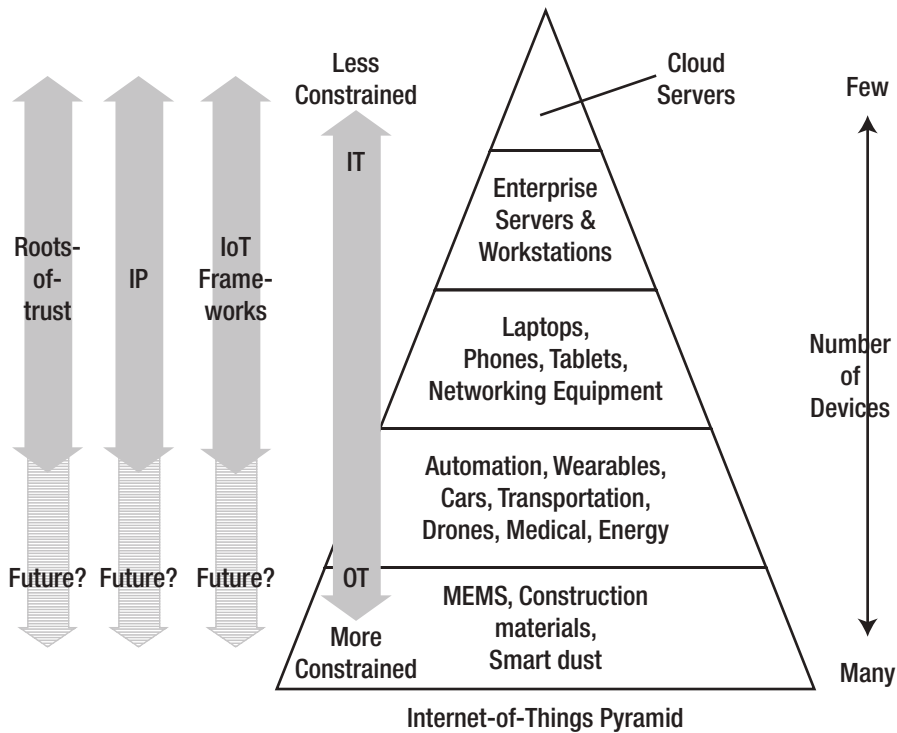 Less
Constrained
Cloud
Servers
Few
IT
Roots-
of-
trust
IP
IoT
Frame-
works
Enterprise
Servers &
Workstations
Laptops,
Phones, Tablets,
Networking Equipment
Number
of
Devices
Automation, Wearables,
Cars, Transportation,
Drones, Medical, Energy
Future?
Future?
Future?
OT
MEMS, Construction
materials,
Smart dust
More
Constrained
Many
Internet-of-Things Pyramid